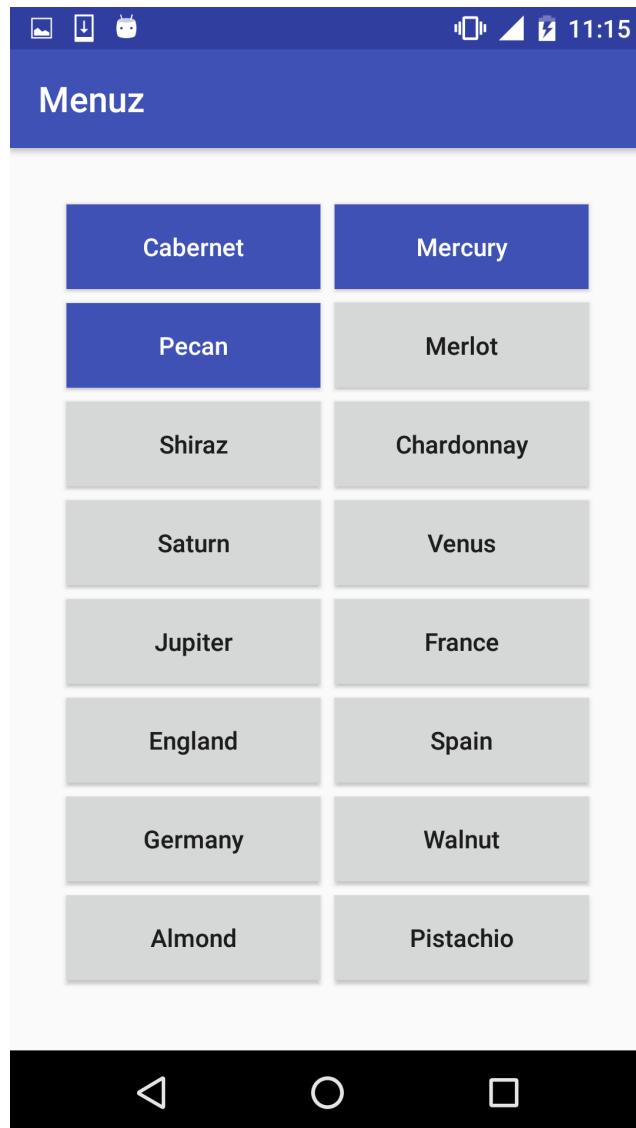 11:15
Menuz
Cabernet Mercury
Pecan Merlot
Shiraz Chardonnay
Saturn Venus
Jupiter France
England Spain
Germany Walnut
Almond Pistachio